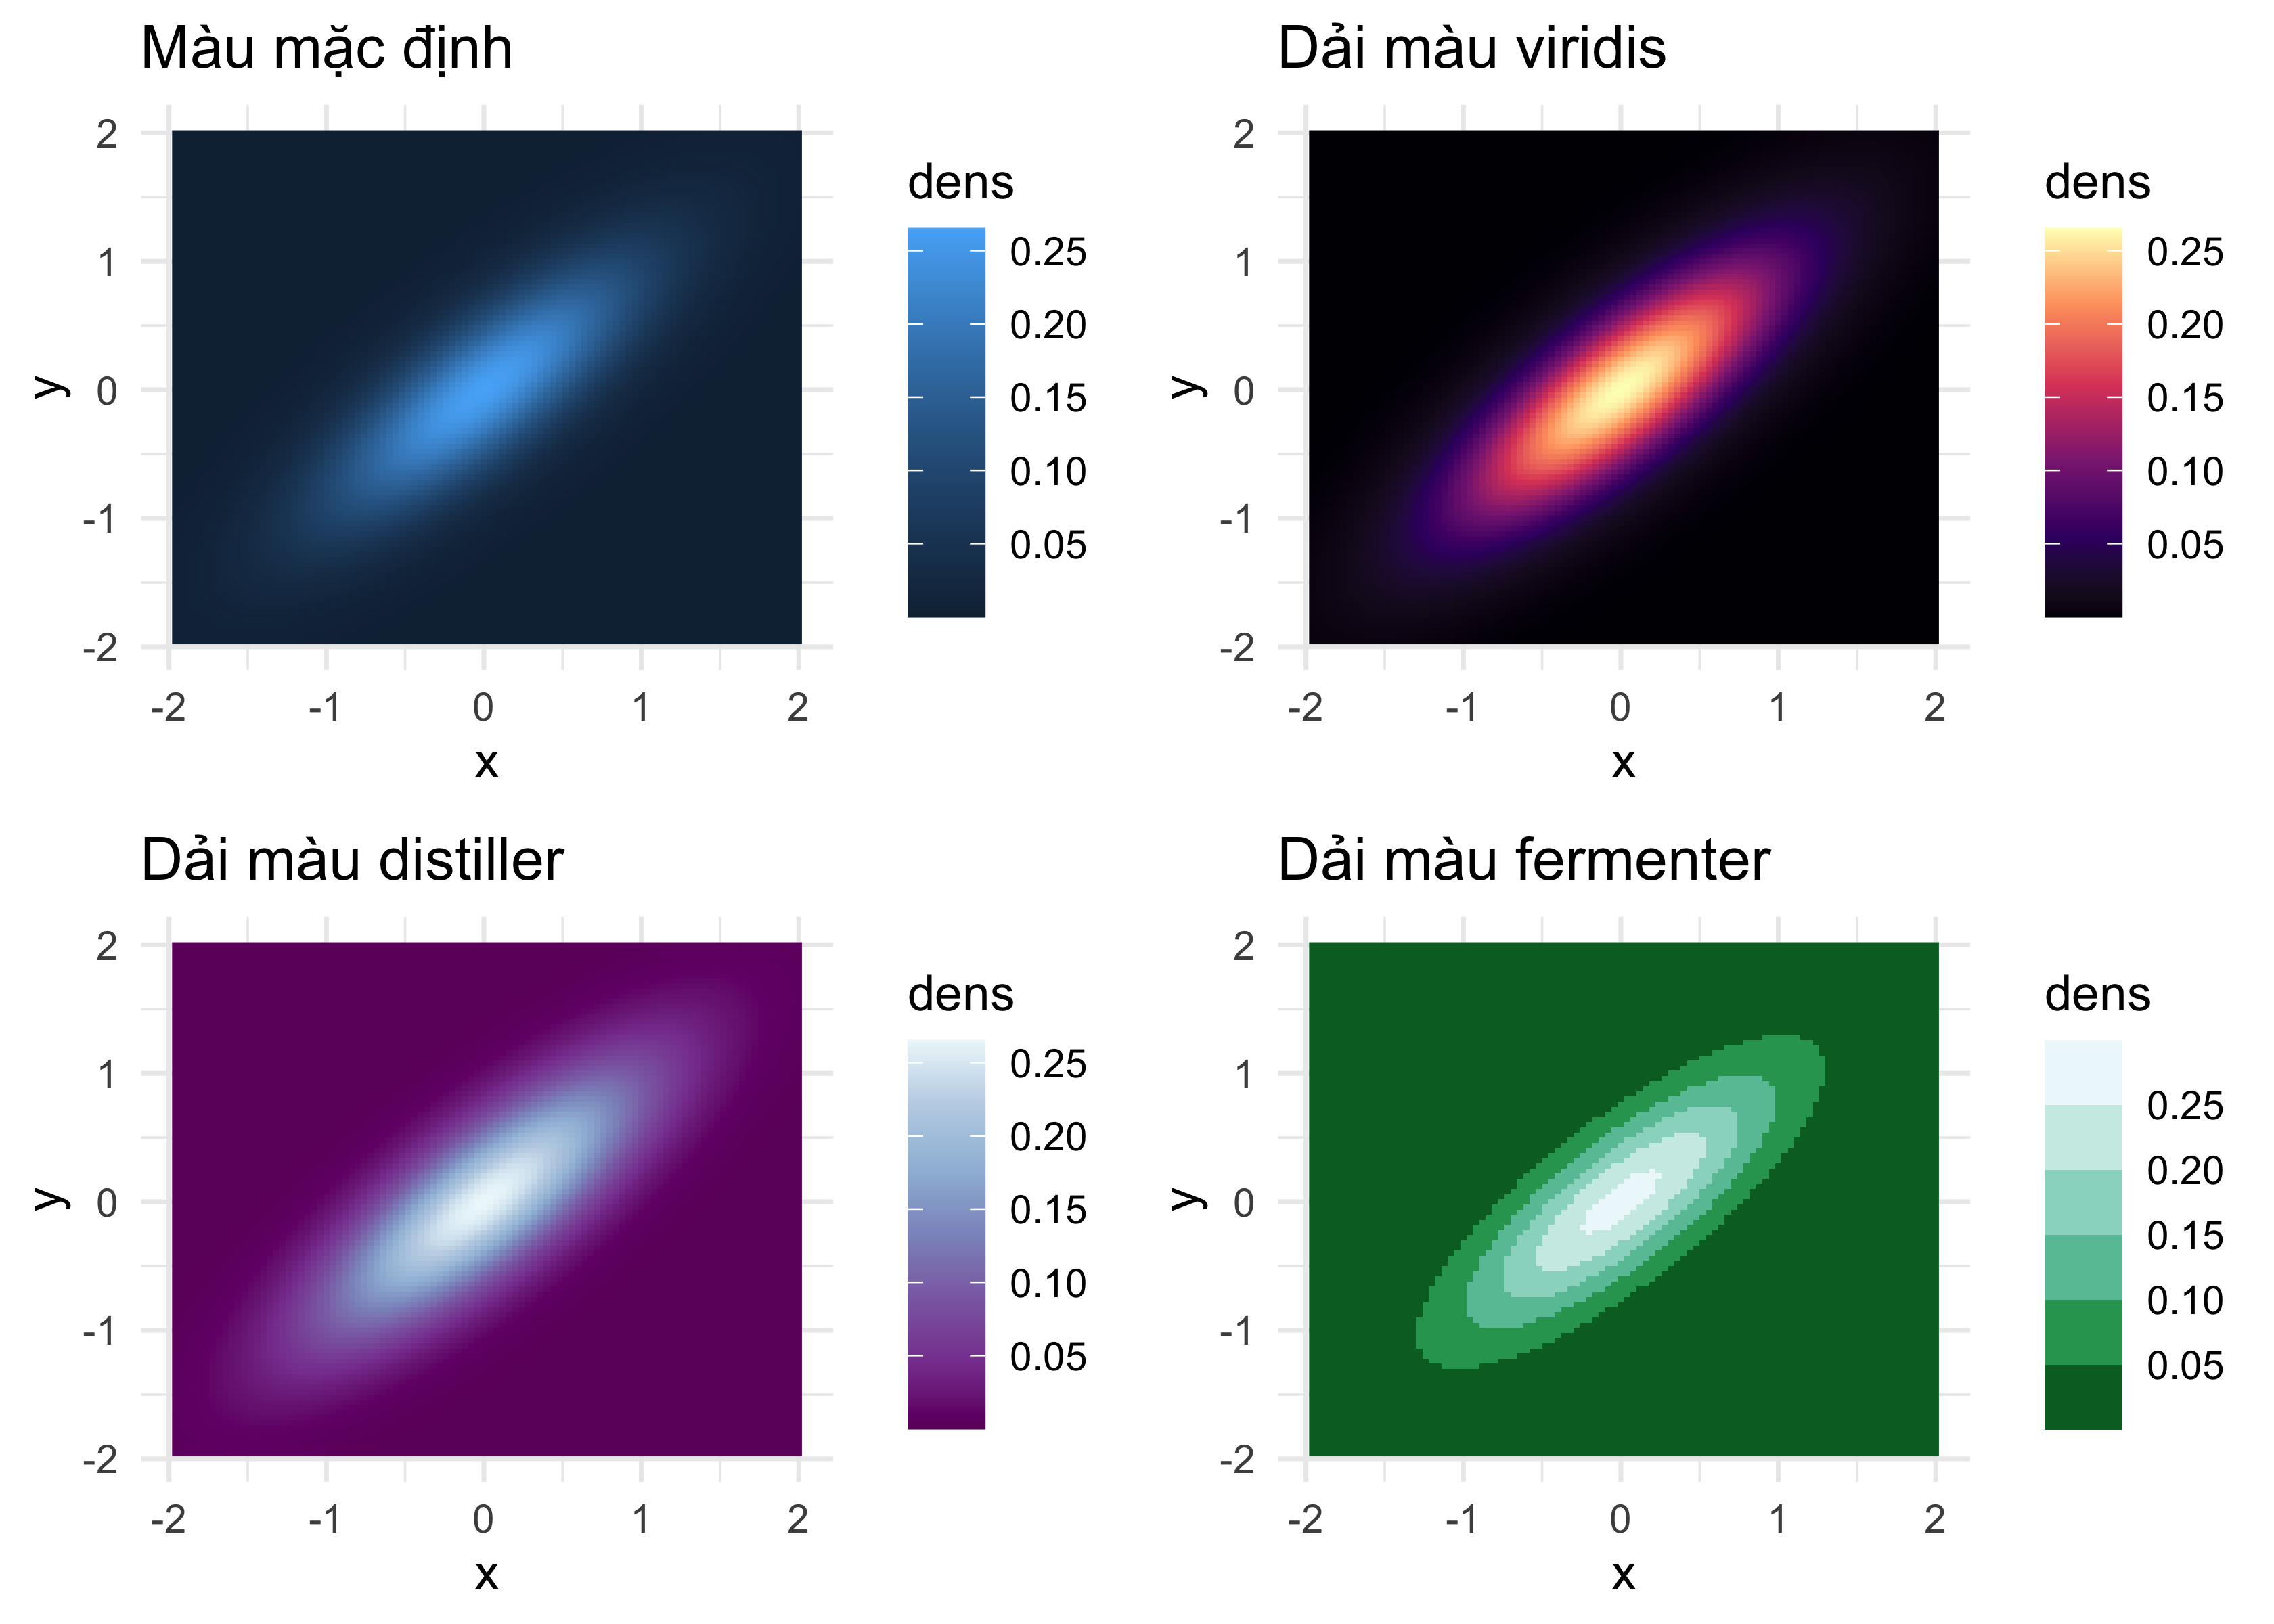 Màu mặc định
dens
0.25
0.20
0.15
0.10
0.05
2
1
0
-1
-2
y
-2 -1 0 1 2
x
Dải màu viridis
dens
0.25
0.20
0.15
0.10
0.05
2
1
0
-1
-2
y
-2 -1 0 1 2
x
Dải màu distiller
dens
0.25
0.20
0.15
0.10
0.05
2
1
0
-1
-2
y
-2 -1 0 1 2
x
Dải màu fermenter
dens
0.25
0.20
0.15
0.10
0.05
2
1
0
-1
-2
y
-2 -1 0 1 2
x